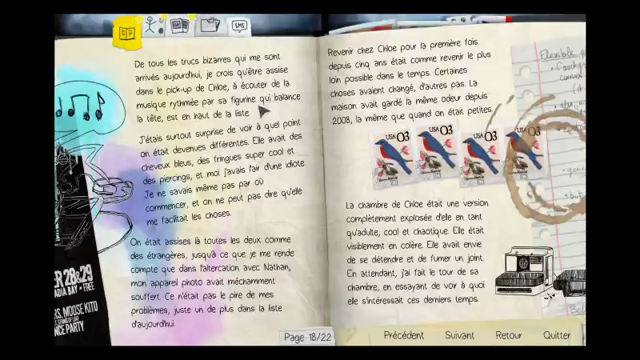 SMS
De tous les trucs bizarres qui me sont
arrivés aujourd'hui, je crois qu'être assise
dans le pick-up de Chloe, à écouter de la
musique rythmée par sa figurine qui balance
la tête, est en haut de la liste
J'étais surtout surprise de voir à quel point
on était devenues différentes. Elle avait des
cheveux bleus, des fringues super cool et
des piercings, et moi j'avais l'air d'une idiote
Je ne savais même pas par où
commencer, et on ne peut pas dire qu'elle
me facilitait les choses.
On était assises là toutes les deux comme
des étrangères, jusqu'à ce que je me rende
compte que dans l'altercation avec Nathan,
mon appareil photo avait méchamment
souffert. Ce n'était pas le pire de mes
problèmes, juste un de plus dans la liste
d'aujourd'hui.
28&29
BAY • FREE
MOOSE KITO
PARTY
Page 18/22
Revenir chez Chloe pour la première fois
depuis cinq ans était comme revenir le plus
loin possible dans le temps. Certaines
choses avaient changé, d'autres pas. La
maison avait gardé la même odeur depuis
2008, la même que quand on était petites.
USA 03
USA 03
USA 03
USA 03
La chambre de Chloe était une version
complètement explosée d'elle en tant
qu'adulte, cool et chaotique. Elle était
visiblement en colère. Elle avait envie
de se détendre et de fumer un joint.
En attendant, j'ai fait le tour de sa
chambre, en essayant de voir à quoi
elle s'intéressait ces derniers temps.
Précédent
Suivant
Retour
Quitter